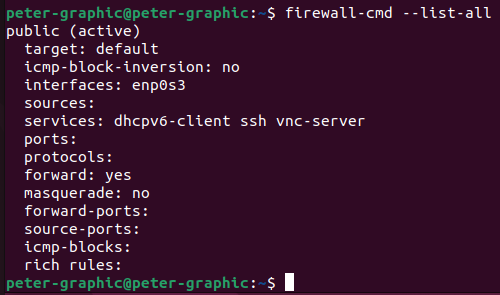 peter-graphic@peter-graphic:~$ firewall-cmd --list-all
public (active)
  target: default
  icmp-block-inversion: no
  interfaces: enp0s3
  sources:
  services: dhcpv6-client ssh vnc-server
  ports:
  protocols:
  forward: yes
  masquerade: no
  forward-ports:
  source-ports:
  icmp-blocks:
  rich rules:
peter-graphic@peter-graphic:~$